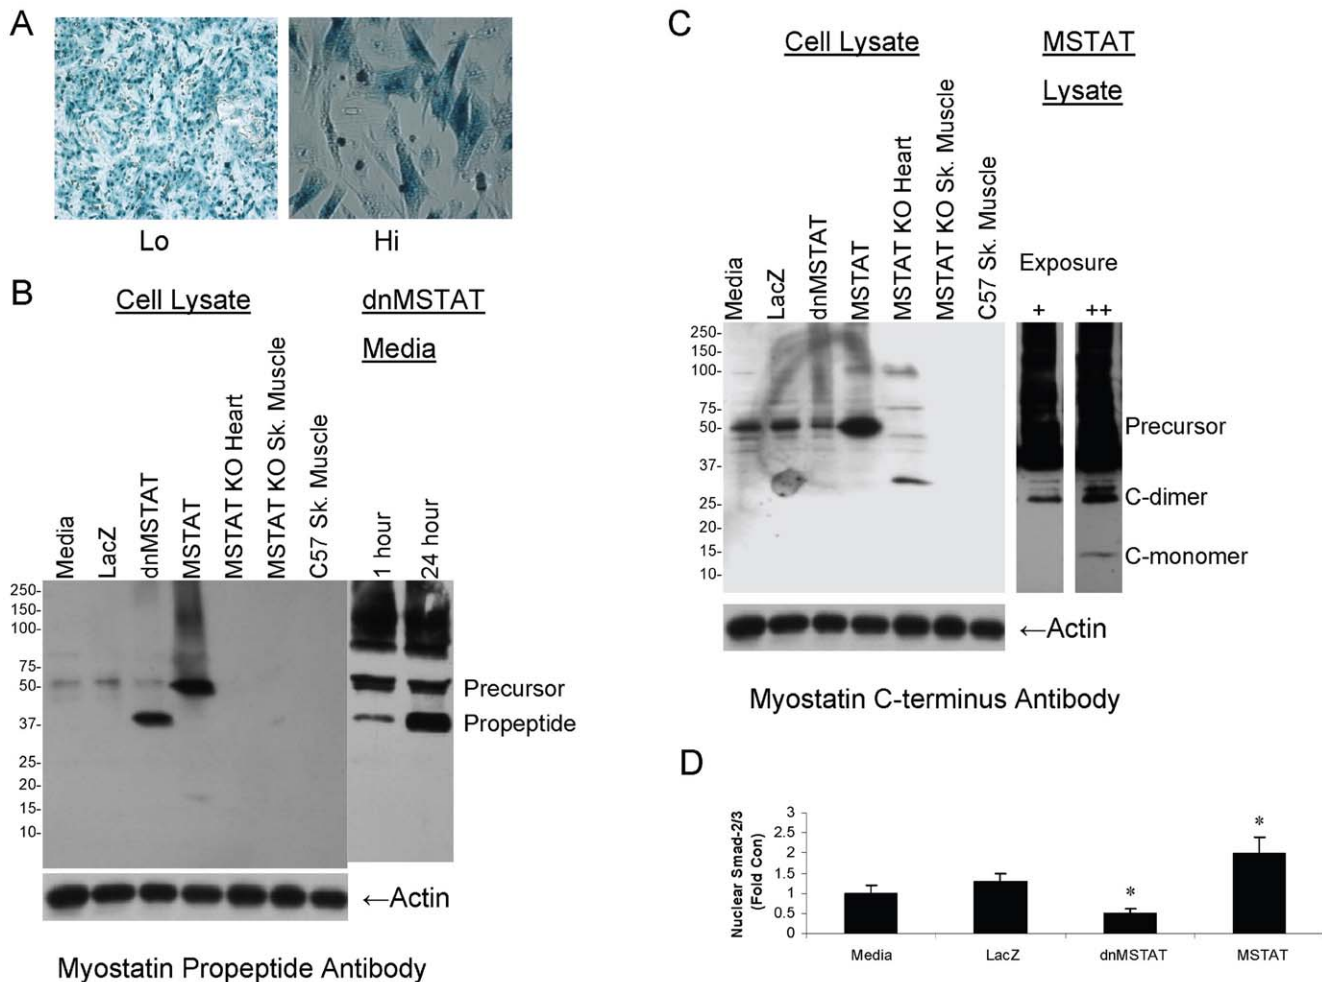 A
Lo
Hi
B
Cell Lysate
dnMSTAT
Media
Media
LacZ
dnMSTAT
MSTAT
MSTAT KO Heart
MSTAT KO Sk. Muscle
C57 Sk. Muscle
1 hour
24 hour
250-
150-
100-
75-
50-
37-
25-
20-
15-
10-
Precursor
Propeptide
←Actin
Myostatin Propeptide Antibody
C
Cell Lysate
MSTAT
Lysate
Media
LacZ
dnMSTAT
MSTAT
MSTAT KO Heart
MSTAT KO Sk. Muscle
C57 Sk. Muscle
Exposure
+ ++
250-
150-
100-
75-
50-
37-
25-
20-
15-
10-
Precursor
C-dimer
C-monomer
←Actin
Myostatin C-terminus Antibody
D
Nuclear Smad-2/3
(Fold Con)
3
2.5
2
1.5
1
0.5
0
*
*
Media LacZ dnMSTAT MSTAT